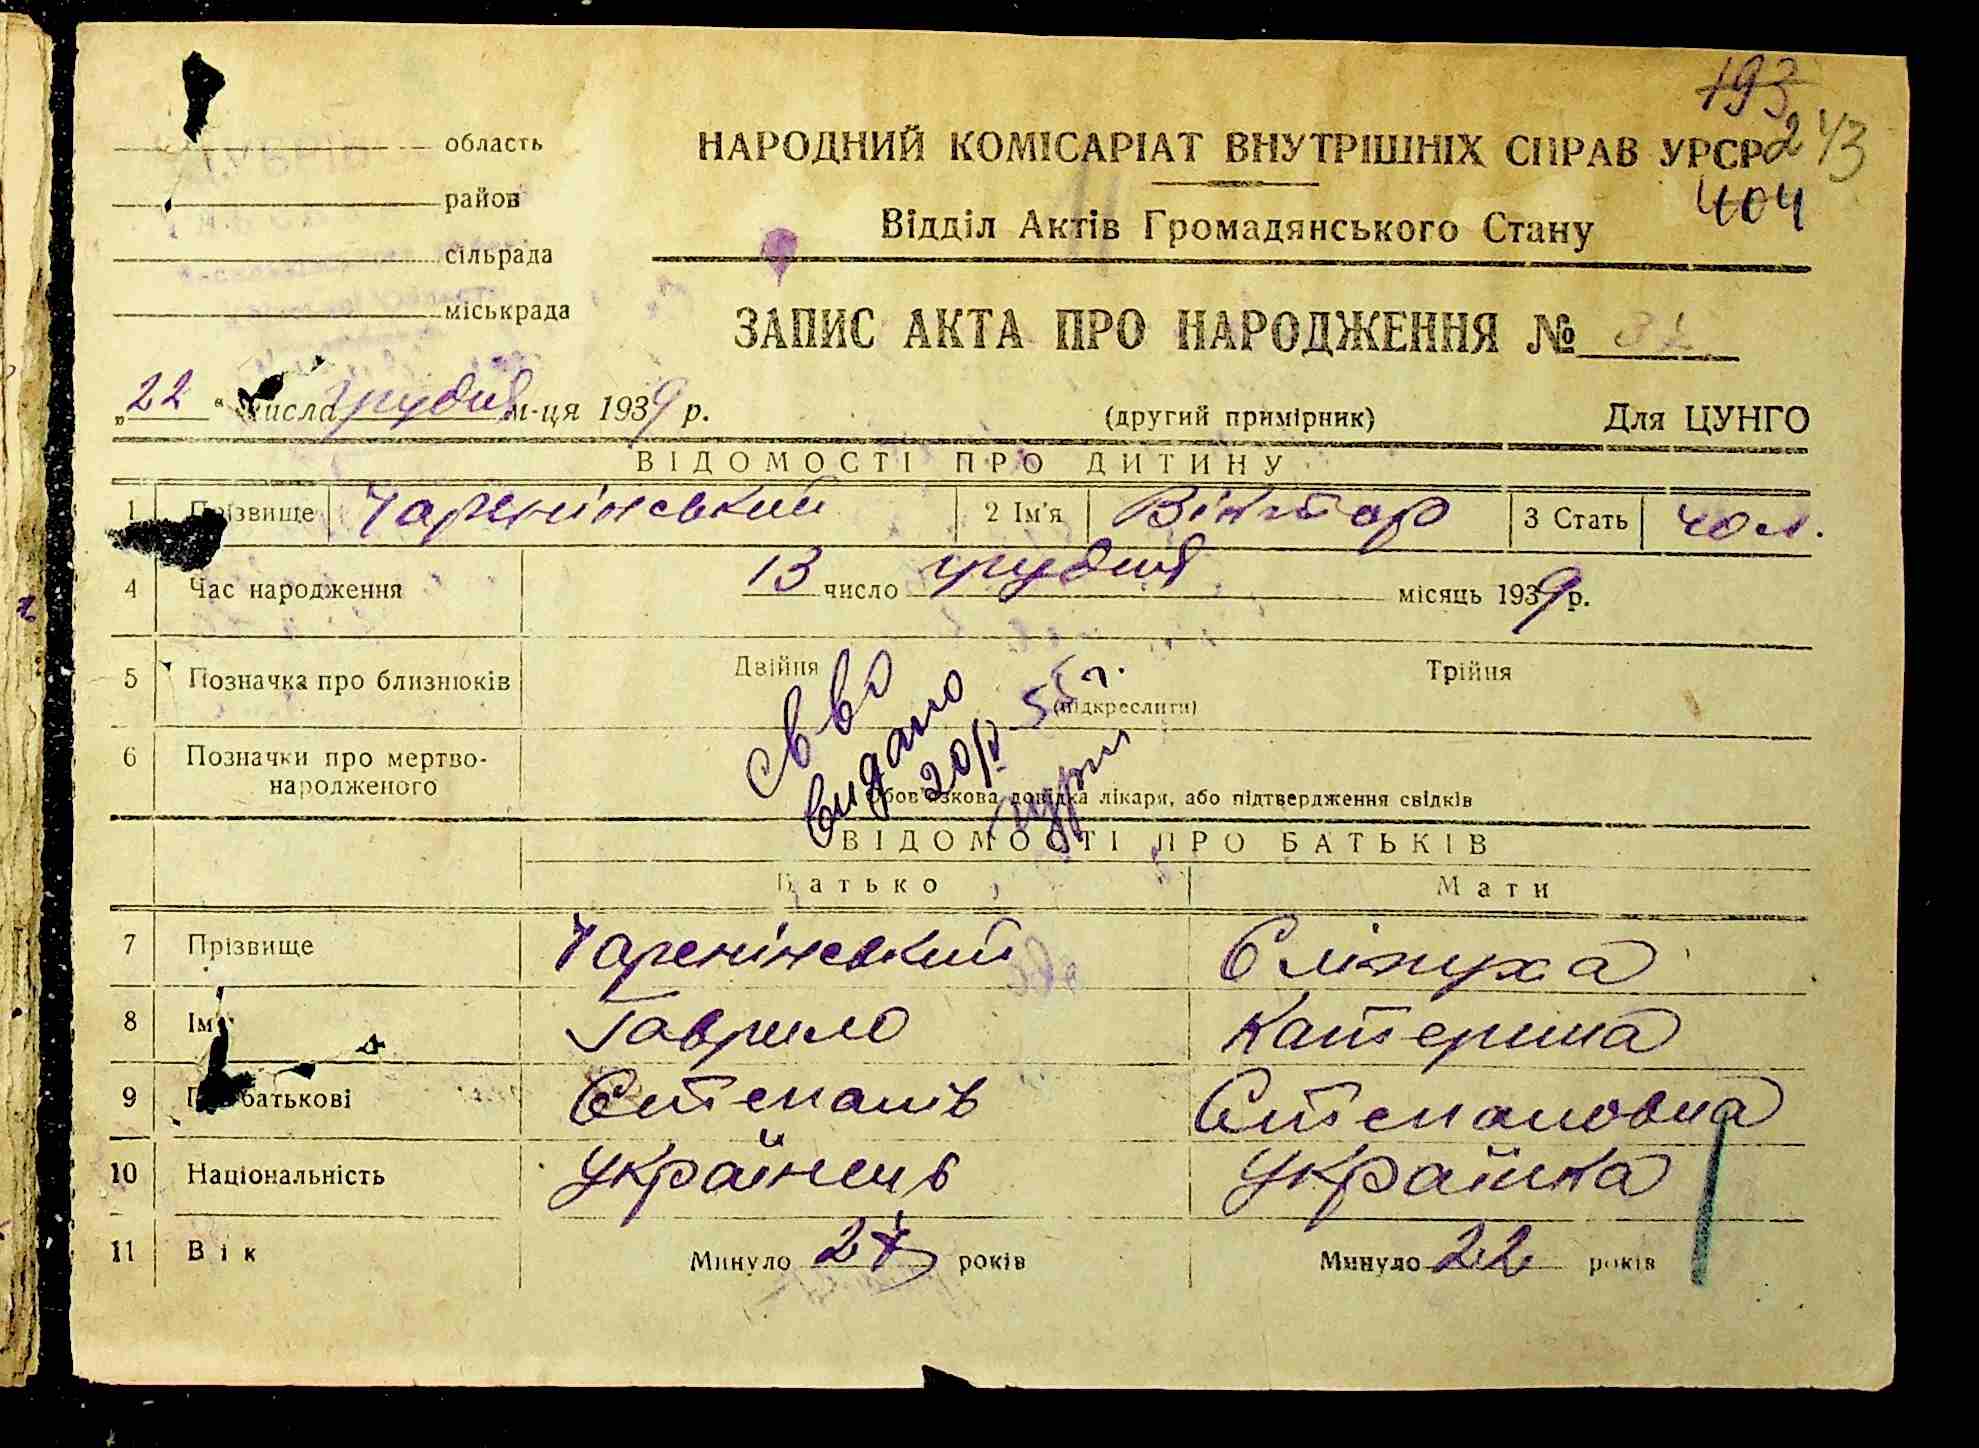 193
область
НАРОДНИЙ КОМІСАРІАТ ВНУТРІШНІХ СПРАВ УРСР
243
район
404
Відділ Актів Громадянського Стану
сільрада
міськрада
ЗАПИС АКТА ПРО НАРОДЖЕННЯ №
„22“ числа грудня м-ця 1939 р.
(другий примірник)
Для ЦУНГО
ВІДОМОСТІ ПРО ДИТИНУ
1 Прізвище Чаренінський 2 Ім'я Віктор 3 Стать чол.
4 Час народження 13 число грудня місяць 1939 р.
5 Позначка про близнюків Двійня Трійня
(підкреслити)
св во
видано
20/V 55 г.
6 Позначки про мертво-
народженого
Обов'язкова довідка лікаря, або підтвердження свідків
ВІДОМОСТІ ПРО БАТЬКІВ
Батько Мати
7 Прізвище Чаренінський Сліпуха
8 Ім'я Гаврило Катерина
9 По батькові Степанів Степановна
10 Національність українець українка
11 Вік Минуло 27 років Минуло 22 років